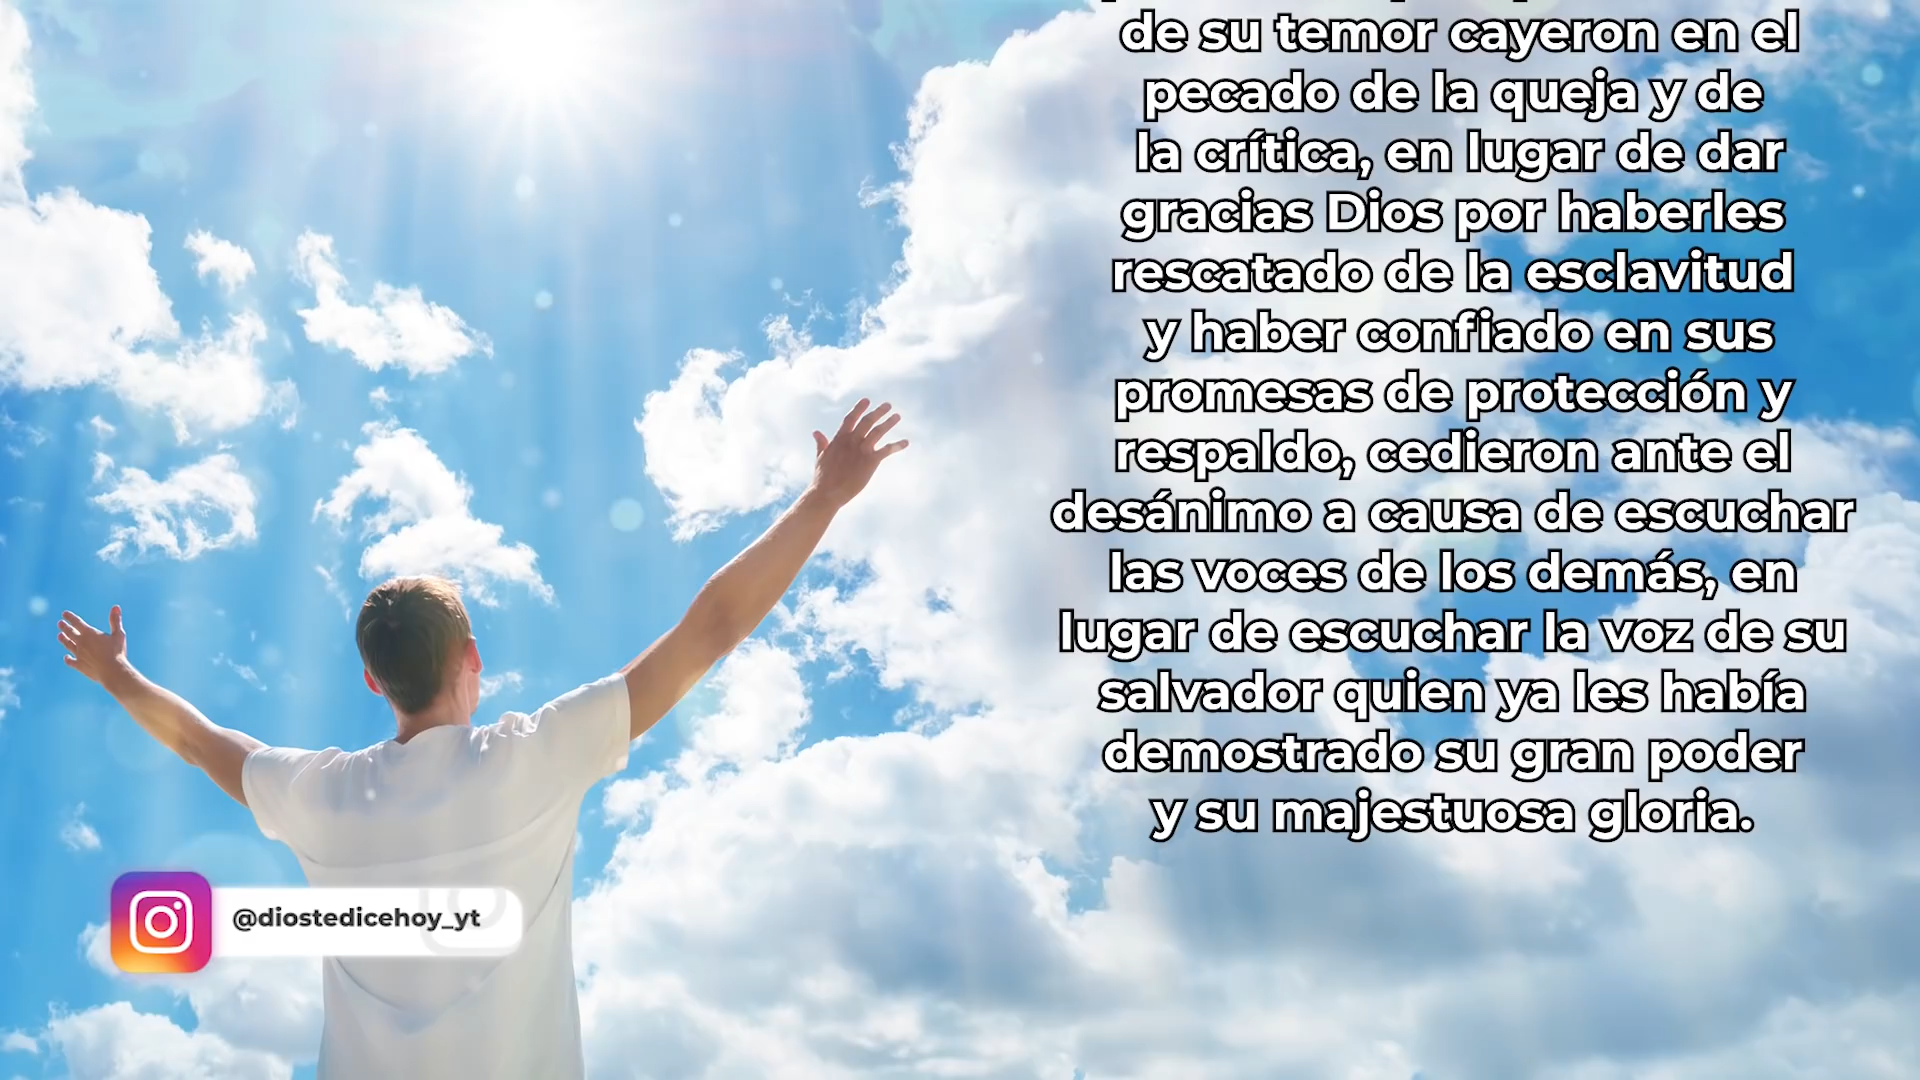 de su temor cayeron en el
pecado de la queja y de
la crítica, en lugar de dar
gracias Dios por haberles
rescatado de la esclavitud
y haber confiado en sus
promesas de protección y
respaldo, cedieron ante el
desánimo a causa de escuchar
las voces de los demás, en
lugar de escuchar la voz de su
salvador quien ya les había
demostrado su gran poder
y su majestuosa gloria.
@diostedicehoy_yt